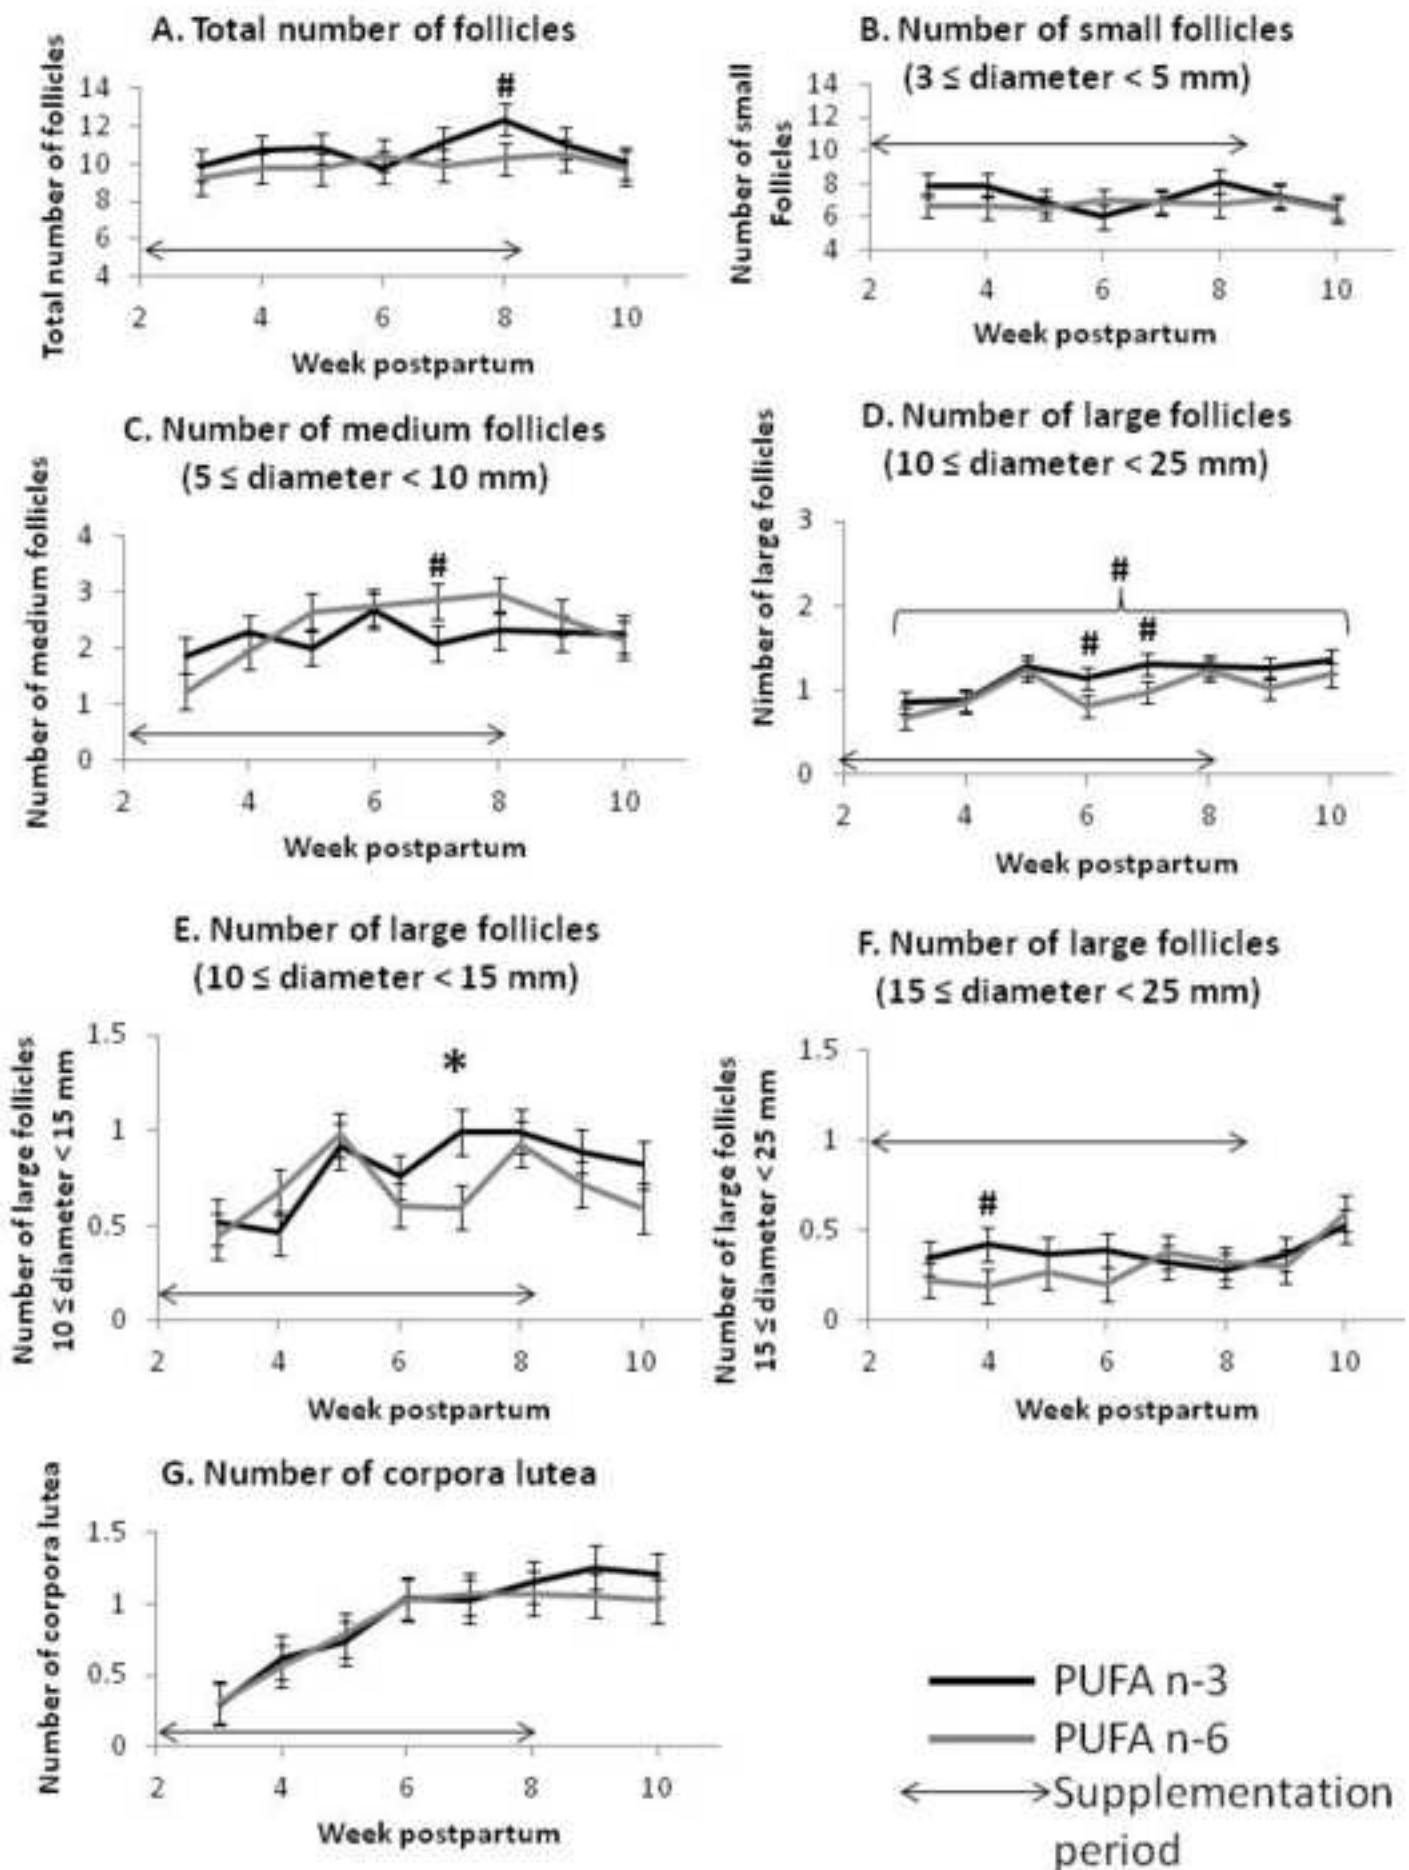 A. Total number of follicles
Total number of follicles
14
12
10
8
6
4
#
2 4 6 8 10
Week postpartum
B. Number of small follicles
(3 ≤ diameter < 5 mm)
Number of small
Follicles
14
12
10
8
6
4
2 4 6 8 10
Week postpartum
C. Number of medium follicles
(5 ≤ diameter < 10 mm)
Number of medium follicles
4
3
2
1
0
#
2 4 6 8 10
Week postpartum
D. Number of large follicles
(10 ≤ diameter < 25 mm)
Nimber of large follicles
3
2
1
0
#
# #
2 4 6 8 10
Week postpartum
E. Number of large follicles
(10 ≤ diameter < 15 mm)
Number of large follicles
10 ≤ diameter < 15 mm
1.5
1
0.5
0
*
2 4 6 8 10
Week postpartum
F. Number of large follicles
(15 ≤ diameter < 25 mm)
Number of large follicles
15 ≤ diameter < 25 mm
1.5
1
0.5
0
#
2 4 6 8 10
Week postpartum
G. Number of corpora lutea
Number of corpora lutea
1.5
1
0.5
0
2 4 6 8 10
Week postpartum
PUFA n-3
PUFA n-6
Supplementation
period